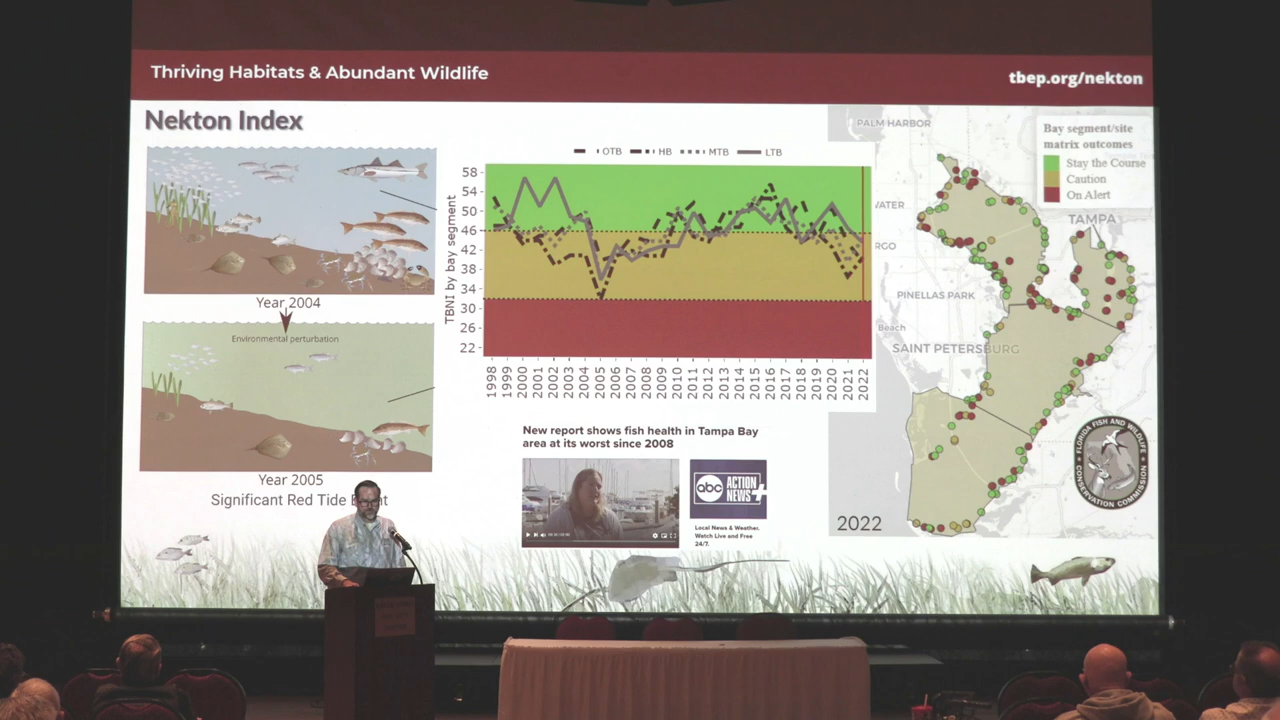 Thriving Habitats & Abundant Wildlife
tbep.org/nekton
Nekton Index
Year 2004
Environmental perturbation
Year 2005
Significant Red Tide E nt
OTB HB MTB LTB
TBNI by bay segment
58
54
50
46
42
38
34
30
26
22
1998 1999 2000 2001 2002 2003 2004 2005 2006 2007 2008 2009 2010 2011 2012 2013 2014 2015 2016 2017 2018 2019 2020 2021 2022
New report shows fish health in Tampa Bay
area at its worst since 2008
abc ACTION
NEWS+
Local News & Weather.
Watch Live and Free
24/7.
PALM HARBOR
Bay segment/site
matrix outcomes
Stay the Course
Caution
On Alert
WATER
TAMPA
RGO
PINELLAS PARK
Beach
SAINT PETERSBURG
FLORIDA FISH AND WILDLIFE
CONSERVATION COMMISSION
2022